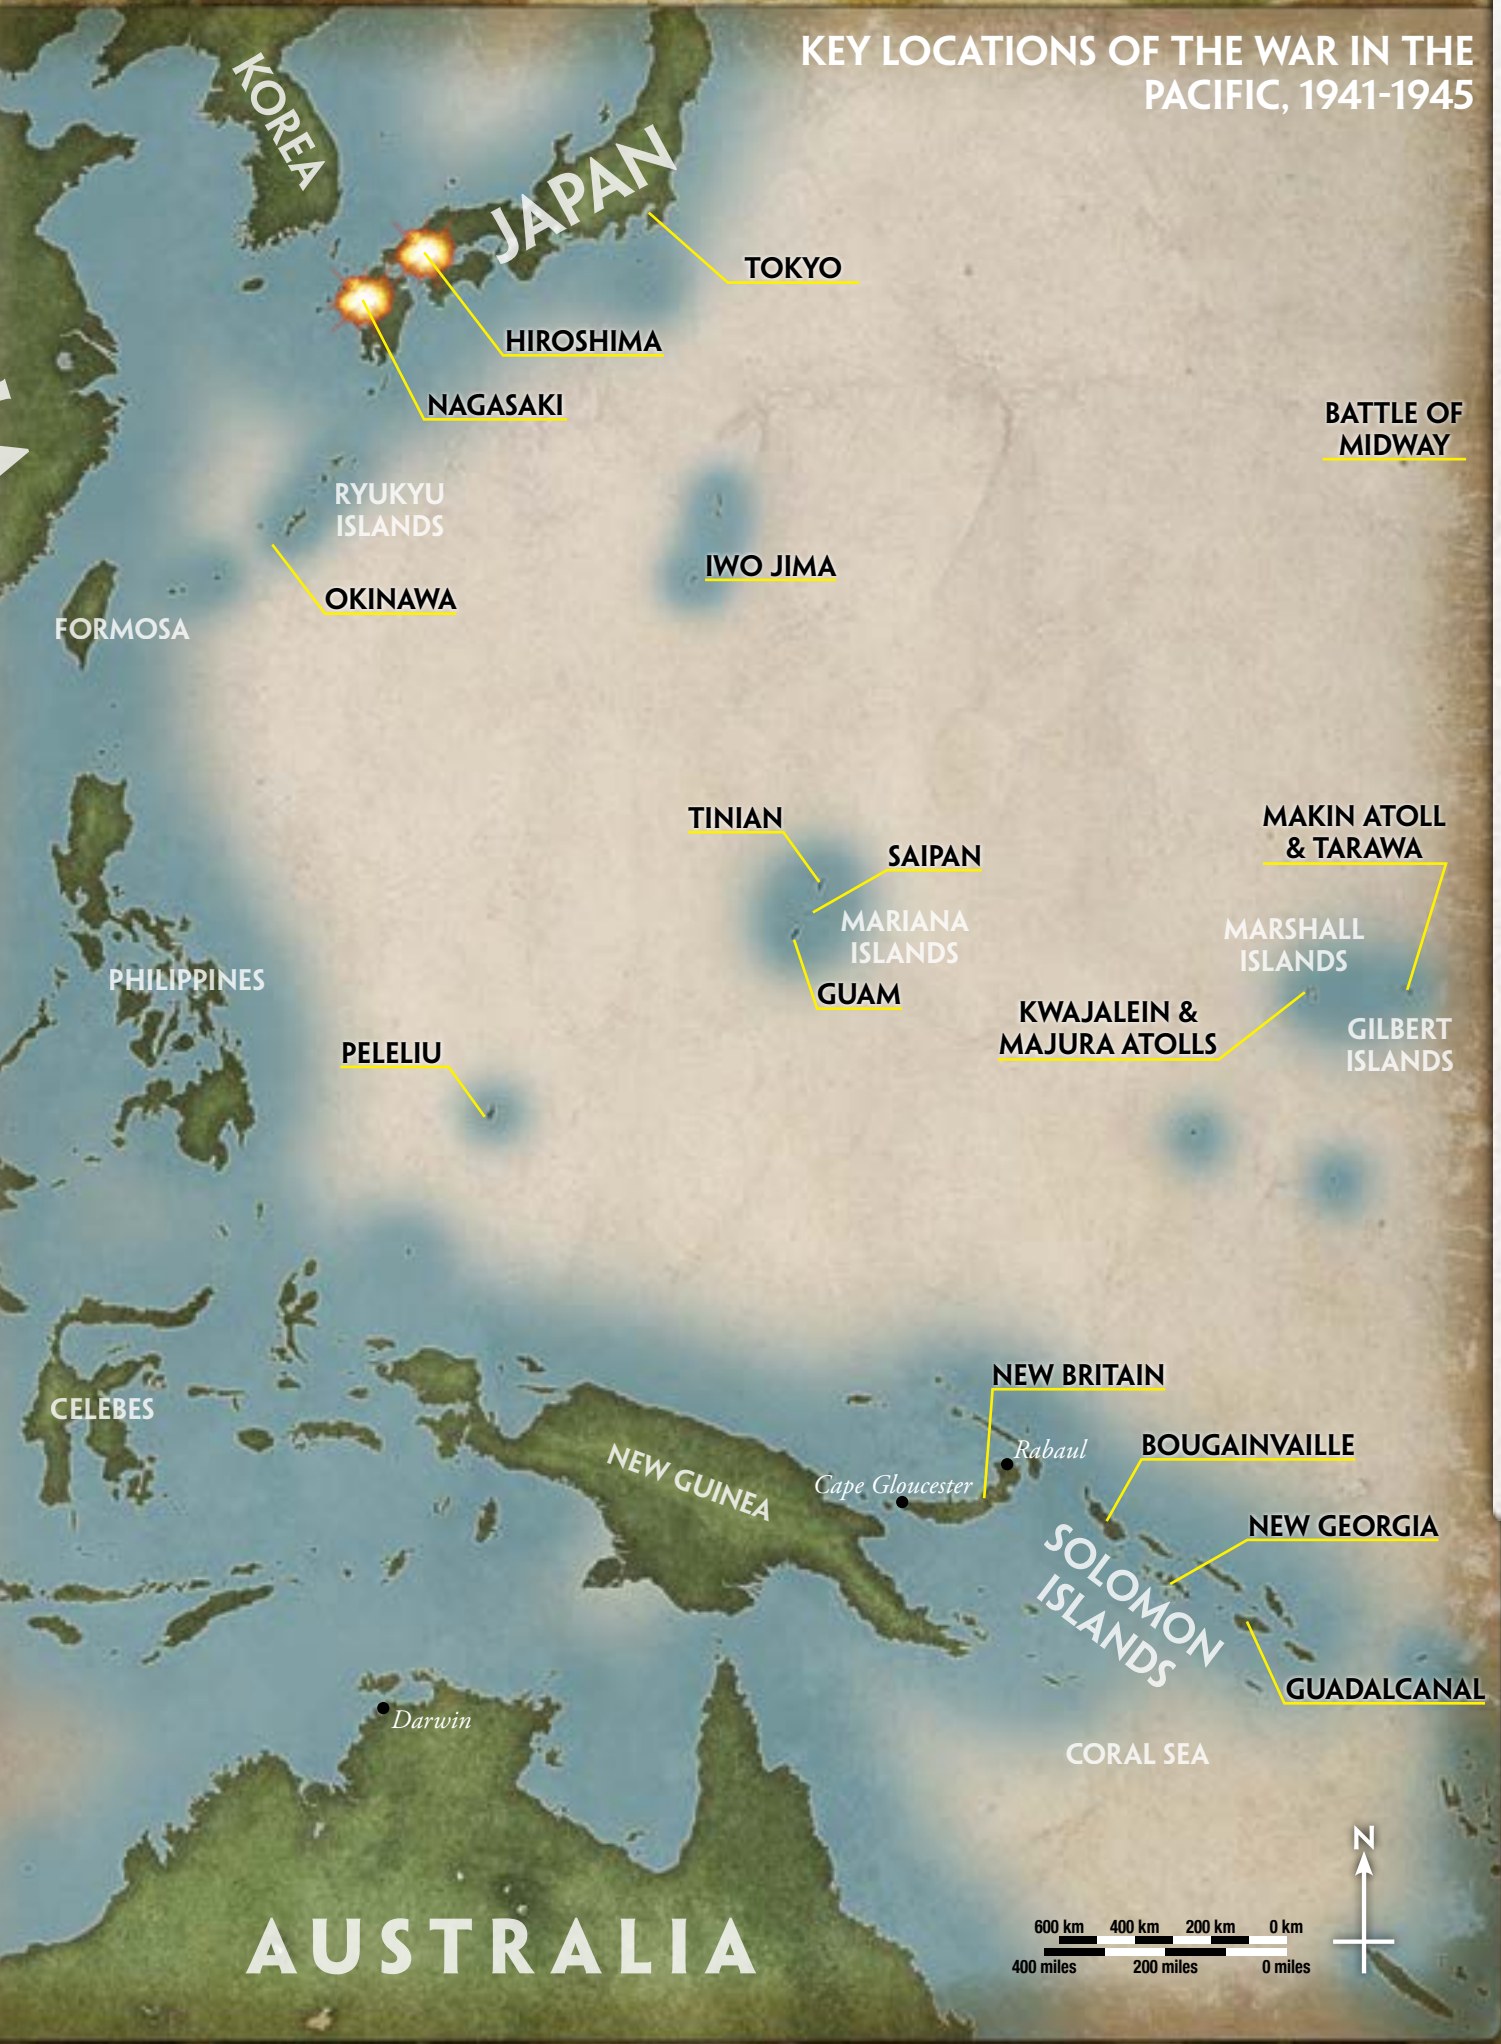 KEY LOCATIONS OF THE WAR IN THE
PACIFIC, 1941-1945
KOREA
JAPAN
TOKYO
HIROSHIMA
NAGASAKI
BATTLE OF
MIDWAY
RYUKYU
ISLANDS
IWO JIMA
OKINAWA
FORMOSA
TINIAN
SAIPAN
MARIANA
ISLANDS
GUAM
MAKIN ATOLL
& TARAWA
MARSHALL
ISLANDS
KWAJALEIN &
MAJURA ATOLLS
GILBERT
ISLANDS
PHILIPPINES
PELELIU
CELEBES
NEW GUINEA
NEW BRITAIN
Rabaul
Cape Gloucester
BOUGAINVAILLE
NEW GEORGIA
SOLOMON
ISLANDS
GUADALCANAL
Darwin
CORAL SEA
N
AUSTRALIA
600 km 400 km 200 km 0 km
400 miles 200 miles 0 miles